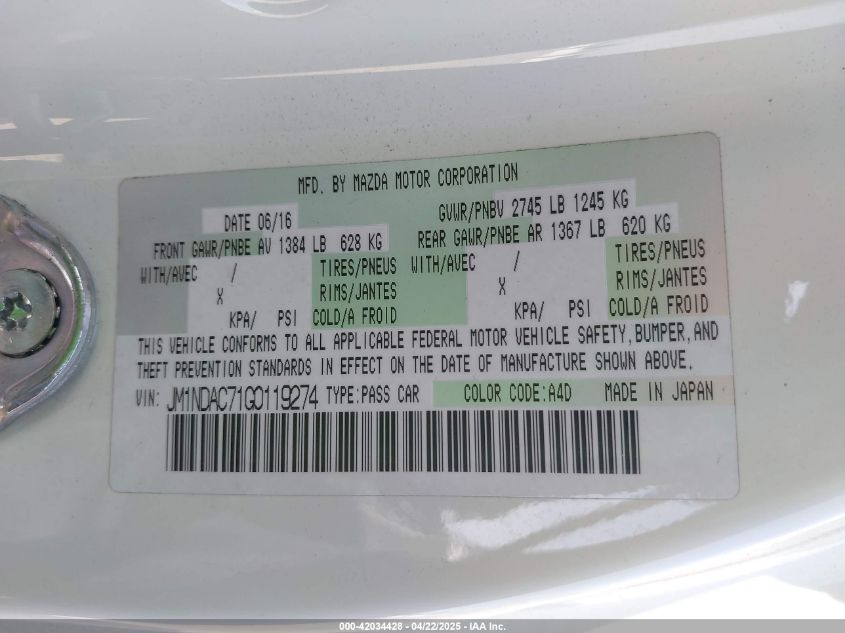 MFD. BY MAZDA MOTOR CORPORATION
DATE 06/16 GVWR/PNBV 2745 LB 1245 KG
FRONT GAWR/PNBE AV 1384 LB 628 KG REAR GAWR/PNBE AR 1367 LB 620 KG
WITH/AVEC / TIRES/PNEUS WITH/AVEC / TIRES/PNEUS
X RIMS/JANTES X RIMS/JANTES
KPA/ PSI COLD/A FROID KPA/ PSI COLD/A FROID
THIS VEHICLE CONFORMS TO ALL APPLICABLE FEDERAL MOTOR VEHICLE SAFETY,BUMPER,AND
THEFT PREVENTION STANDARDS IN EFFECT ON THE DATE OF MANUFACTURE SHOWN ABOVE.
VIN: JM1NDAC71G0119274 TYPE:PASS CAR COLOR CODE:A4D MADE IN JAPAN
000-42034428 - 04/22/2025 - IAA Inc.